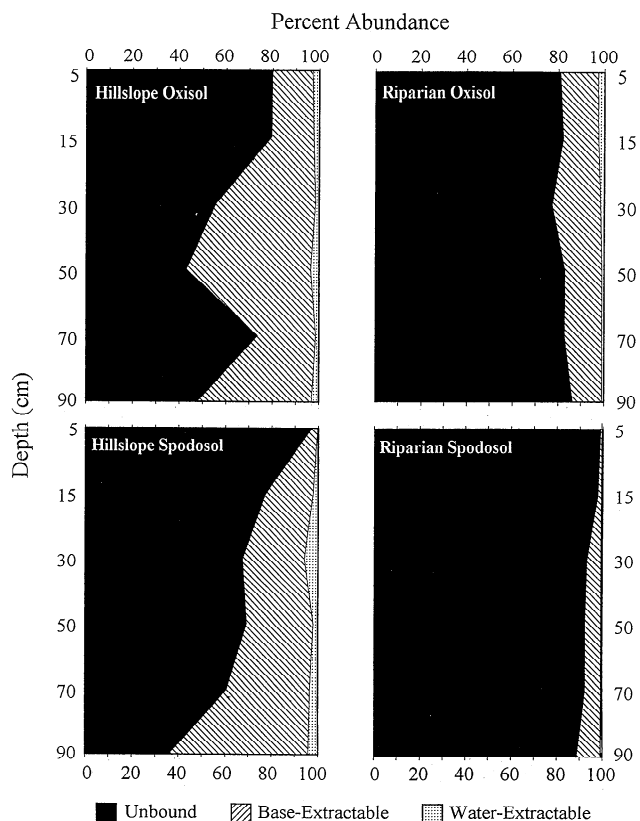 Percent Abundance
0 20 40 60 80 100 0 20 40 60 80 100
5 Hillslope Oxisol Riparian Oxisol 5
15 15
30 30
50 50
70 70
90 90
Depth (cm)
5 Hillslope Spodosol Riparian Spodosol 5
15 15
30 30
50 50
70 70
90 90
0 20 40 60 80 100 0 20 40 60 80 100
Unbound Base-Extractable Water-Extractable